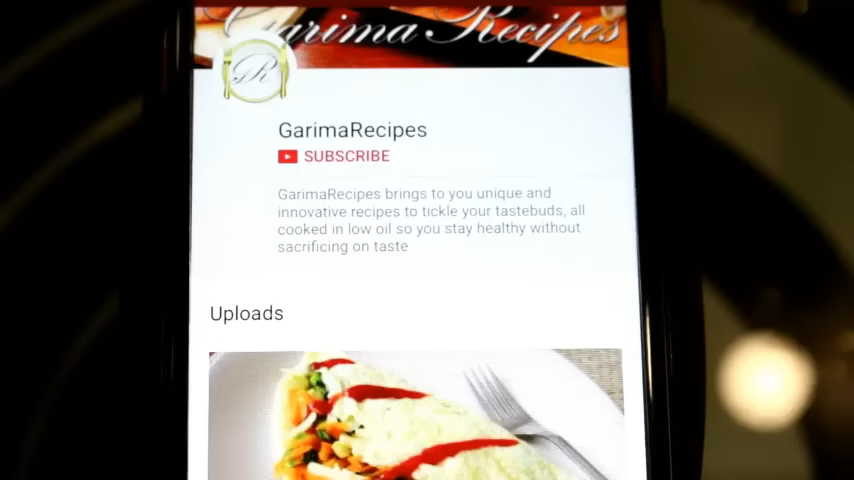 Garima Recipes
GR
GarimaRecipes
SUBSCRIBE
GarimaRecipes brings to you unique and
innovative recipes to tickle your tastebuds, all
cooked in low oil so you stay healthy without
sacrificing on taste
Uploads